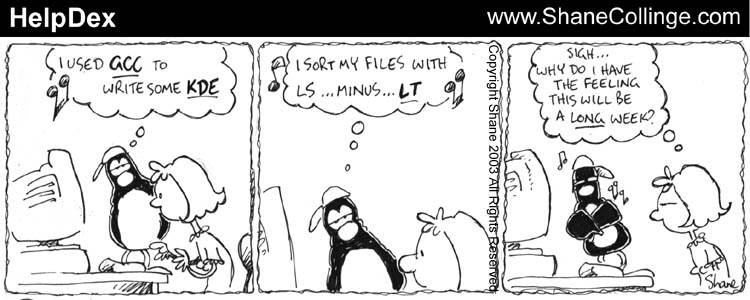 HelpDex
www.ShaneCollinge.com
I USED GCC TO
WRITE SOME KDE
I SORT MY FILES WITH
LS ... MINUS ... LT
Copyright Shane 2003 All Rights Reserved
SIGH...
WHY DO I HAVE
THE FEELING
THIS WILL BE
A LONG WEEK?
Shane